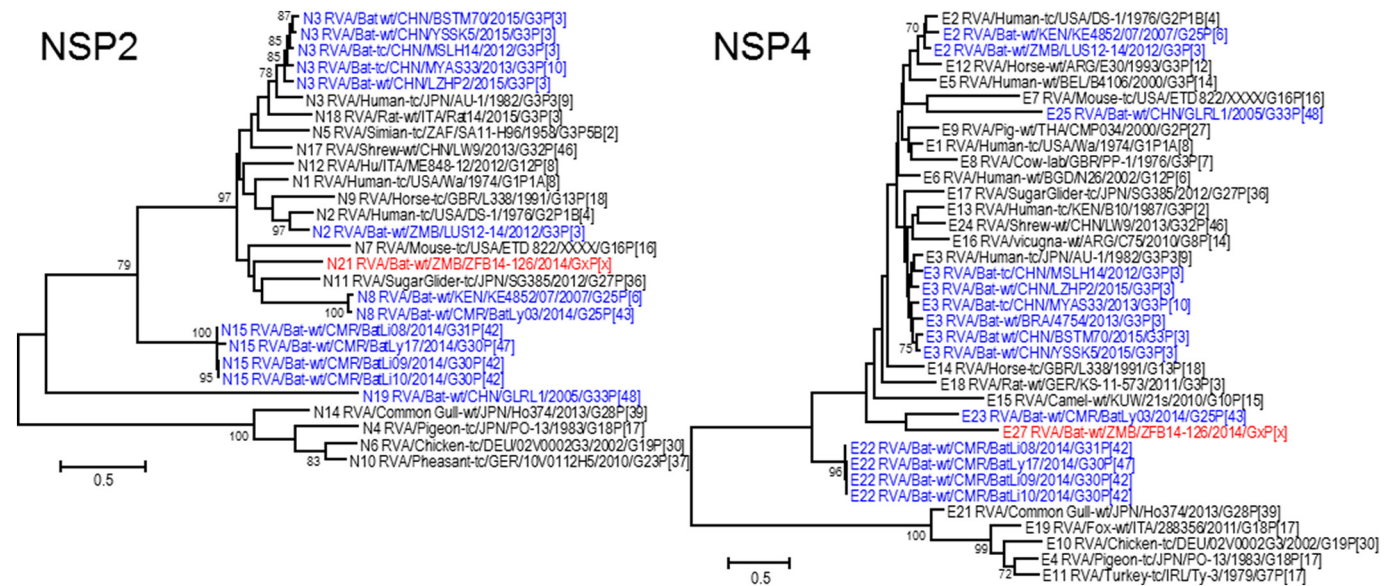 NSP2
87
N3 RVA/Bat-wt/CHN/BSTM70/2015/G3P[3]
N3 RVA/Bat-wt/CHN/YSSK5/2015/G3P[3]
85
N3 RVA/Bat-tc/CHN/MSLH14/2012/G3P[3]
85
N3 RVA/Bat-tc/CHN/MYAS33/2013/G3P[10]
78
N3 RVA/Bat-wt/CHN/LZHP2/2015/G3P[3]
N3 RVA/Human-tc/JPN/AU-1/1982/G3P3[9]
N18 RVA/Rat-wt/ITA/Rat14/2015/G3P[3]
N5 RVA/Simian-tc/ZAF/SA11-H96/1958/G3P5B[2]
N17 RVA/Shrew-wt/CHN/LW9/2013/G32P[46]
N12 RVA/Hu/ITA/ME848-12/2012/G12P[8]
N1 RVA/Human-tc/USA/Wa/1974/G1P1A[8]
97
N9 RVA/Horse-tc/GBR/L338/1991/G13P[18]
N2 RVA/Human-tc/USA/DS-1/1976/G2P1B[4]
97
N2 RVA/Bat-wt/ZMB/LUS12-14/2012/G3P[3]
N7 RVA/Mouse-tc/USA/ETD 822/XXXX/G16P[16]
79
N21 RVA/Bat-wt/ZMB/ZFB14-126/2014/GxP[x]
N11 RVA/SugarGlider-tc/JPN/SG385/2012/G27P[36]
N8 RVA/Bat-wt/KEN/KE4852/07/2007/G25P[6]
100
N8 RVA/Bat-wt/CMR/BatLy03/2014/G25P[43]
100
N15 RVA/Bat-wt/CMR/BatLi08/2014/G31P[42]
N15 RVA/Bat-wt/CMR/BatLy17/2014/G30P[47]
N15 RVA/Bat-wt/CMR/BatLi09/2014/G30P[42]
95
N15 RVA/Bat-wt/CMR/BatLi10/2014/G30P[42]
N19 RVA/Bat-wt/CHN/GLRL1/2005/G33P[48]
N14 RVA/Common Gull-wt/JPN/Ho374/2013/G28P[39]
N4 RVA/Pigeon-tc/JPN/PO-13/1983/G18P[17]
100
N6 RVA/Chicken-tc/DEU/02V0002G3/2002/G19P[30]
83
N10 RVA/Pheasant-tc/GER/10V0112H5/2010/G23P[37]
0.5
NSP4
E2 RVA/Human-tc/USA/DS-1/1976/G2P1B[4]
70
E2 RVA/Bat-wt/KEN/KE4852/07/2007/G25P[6]
E2 RVA/Bat-wt/ZMB/LUS12-14/2012/G3P[3]
E12 RVA/Horse-wt/ARG/E30/1993/G3P[12]
E5 RVA/Human-wt/BEL/B4106/2000/G3P[14]
E7 RVA/Mouse-tc/USA/ETD822/XXXX/G16P[16]
E25 RVA/Bat-wt/CHN/GLRL1/2005/G33P[48]
E9 RVA/Pig-wt/THA/CMP034/2000/G2P[27]
E1 RVA/Human-tc/USA/Wa/1974/G1P1A[8]
E8 RVA/Cow-lab/GBR/PP-1/1976/G3P[7]
E6 RVA/Human-wt/BGD/N26/2002/G12P[6]
E17 RVA/SugarGlider-tc/JPN/SG385/2012/G27P[36]
E13 RVA/Human-tc/KEN/B10/1987/G3P[2]
E24 RVA/Shrew-wt/CHN/LW9/2013/G32P[46]
E16 RVA/vicugna-wt/ARG/C75/2010/G8P[14]
E3 RVA/Human-tc/JPN/AU-1/1982/G3P3[9]
E3 RVA/Bat-tc/CHN/MSLH14/2012/G3P[3]
E3 RVA/Bat-wt/CHN/LZHP2/2015/G3P[3]
E3 RVA/Bat-tc/CHN/MYAS33/2013/G3P[10]
E3 RVA/Bat-wt/BRA/4754/2013/G3P[3]
E3 RVA/Bat-wt/CHN/BSTM70/2015/G3P[3]
75
E3 RVA/Bat-wt/CHN/YSSK5/2015/G3P[3]
E14 RVA/Horse-tc/GBR/L338/1991/G13P[18]
E18 RVA/Rat-wt/GER/KS-11-573/2011/G3P[3]
E15 RVA/Camel-wt/KUW/21s/2010/G10P[15]
E23 RVA/Bat-wt/CMR/BatLy03/2014/G25P[43]
E27 RVA/Bat-wt/ZMB/ZFB14-126/2014/GxP[x]
E22 RVA/Bat-wt/CMR/BatLi08/2014/G31P[42]
E22 RVA/Bat-wt/CMR/BatLy17/2014/G30P[47]
96
E22 RVA/Bat-wt/CMR/BatLi09/2014/G30P[42]
E22 RVA/Bat-wt/CMR/BatLi10/2014/G30P[42]
E21 RVA/Common Gull-wt/JPN/Ho374/2013/G28P[39]
100
E19 RVA/Fox-wt/ITA/288356/2011/G18P[17]
99
E10 RVA/Chicken-tc/DEU/02V0002G3/2002/G19P[30]
E4 RVA/Pigeon-tc/JPN/PO-13/1983/G18P[17]
72
E11 RVA/Turkey-tc/IRL/Ty-3/1979/G7P[17]
0.5